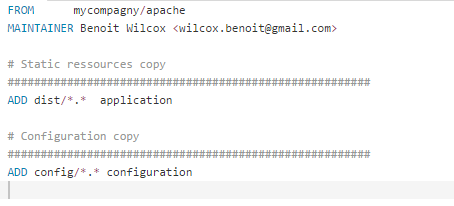 FROM      mycompagny/apache
MAINTAINER Benoit Wilcox <wilcox.benoit@gmail.com>
# Static ressources copy
#######################################################
ADD dist/*.*  application
# Configuration copy
#######################################################
ADD config/*.* configuration